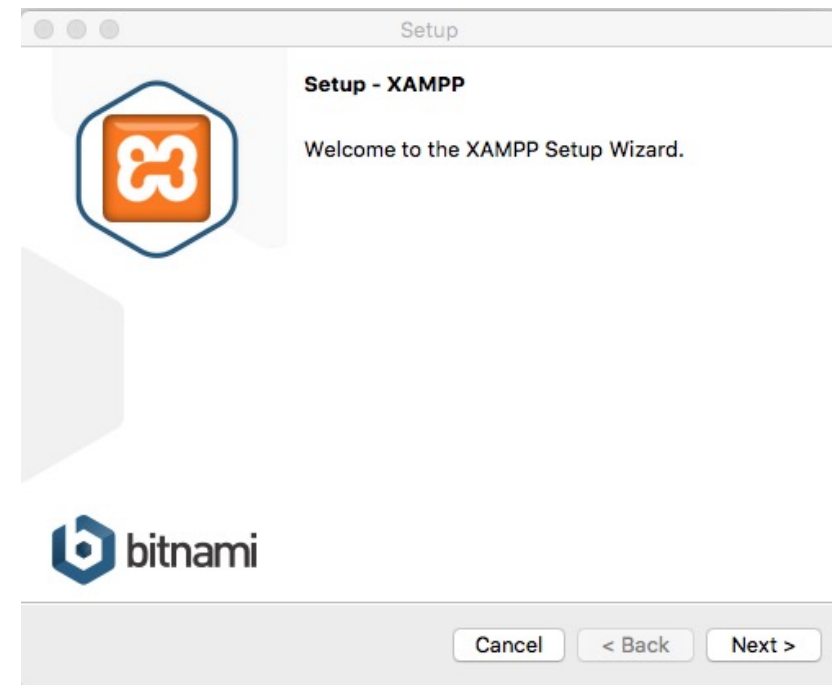 Setup
Setup - XAMPP
Welcome to the XAMPP Setup Wizard.
bitnami
Cancel < Back Next >